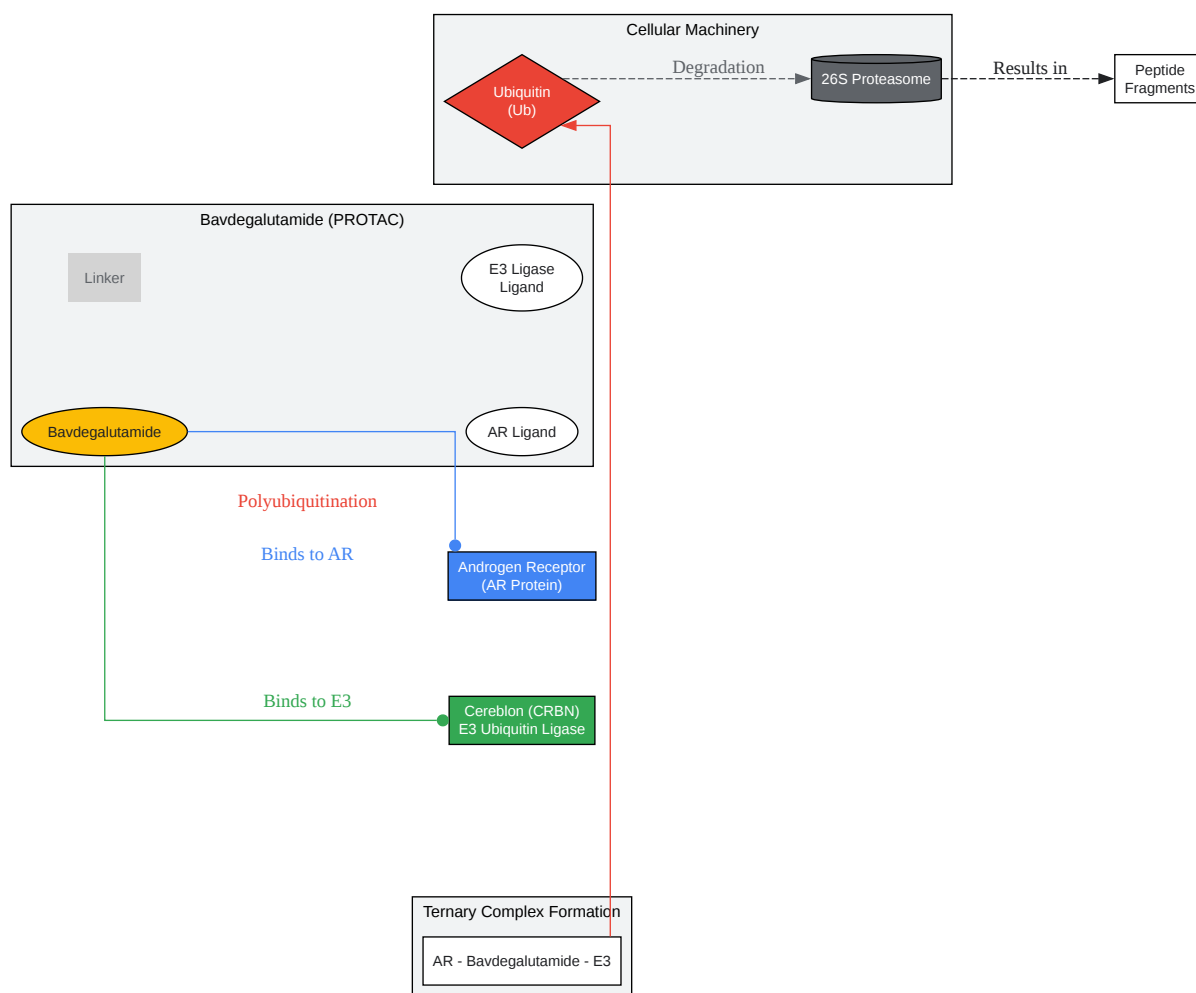 Cellular Machinery
Ubiquitin
(Ub)
Degradation
26S Proteasome
Results in
Peptide
Fragments
Bavdegalutamide (PROTAC)
Linker
E3 Ligase
Ligand
Bavdegalutamide
AR Ligand
Polyubiquitination
Binds to AR
Androgen Receptor
(AR Protein)
Binds to E3
Cereblon (CRBN)
E3 Ubiquitin Ligase
Ternary Complex Formation
AR - Bavdegalutamide - E3